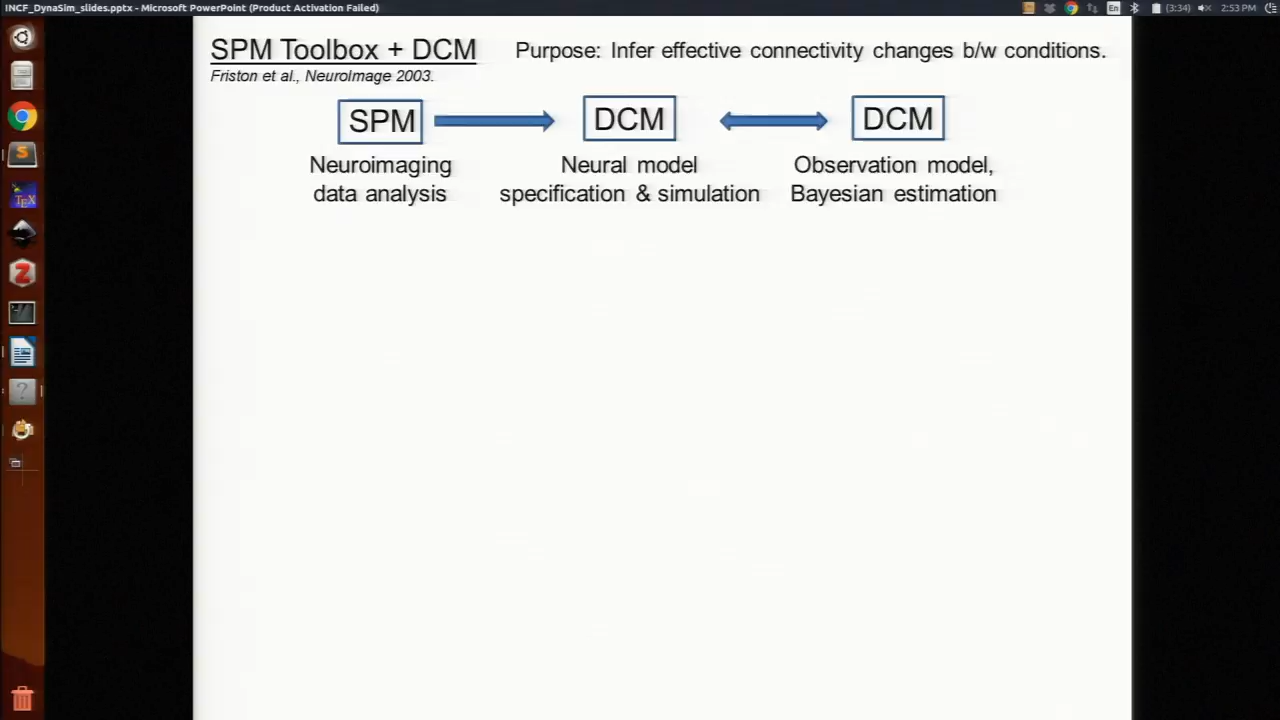 INCF_DynaSim_slides.pptx - Microsoft PowerPoint (Product Activation Failed)
En
(3:34)
2:53 PM
SPM Toolbox + DCM
Purpose: Infer effective connectivity changes b/w conditions.
Friston et al., NeuroImage 2003.
SPM
DCM
DCM
Neuroimaging
data analysis
Neural model
specification & simulation
Observation model,
Bayesian estimation
S
TEX
Z
?